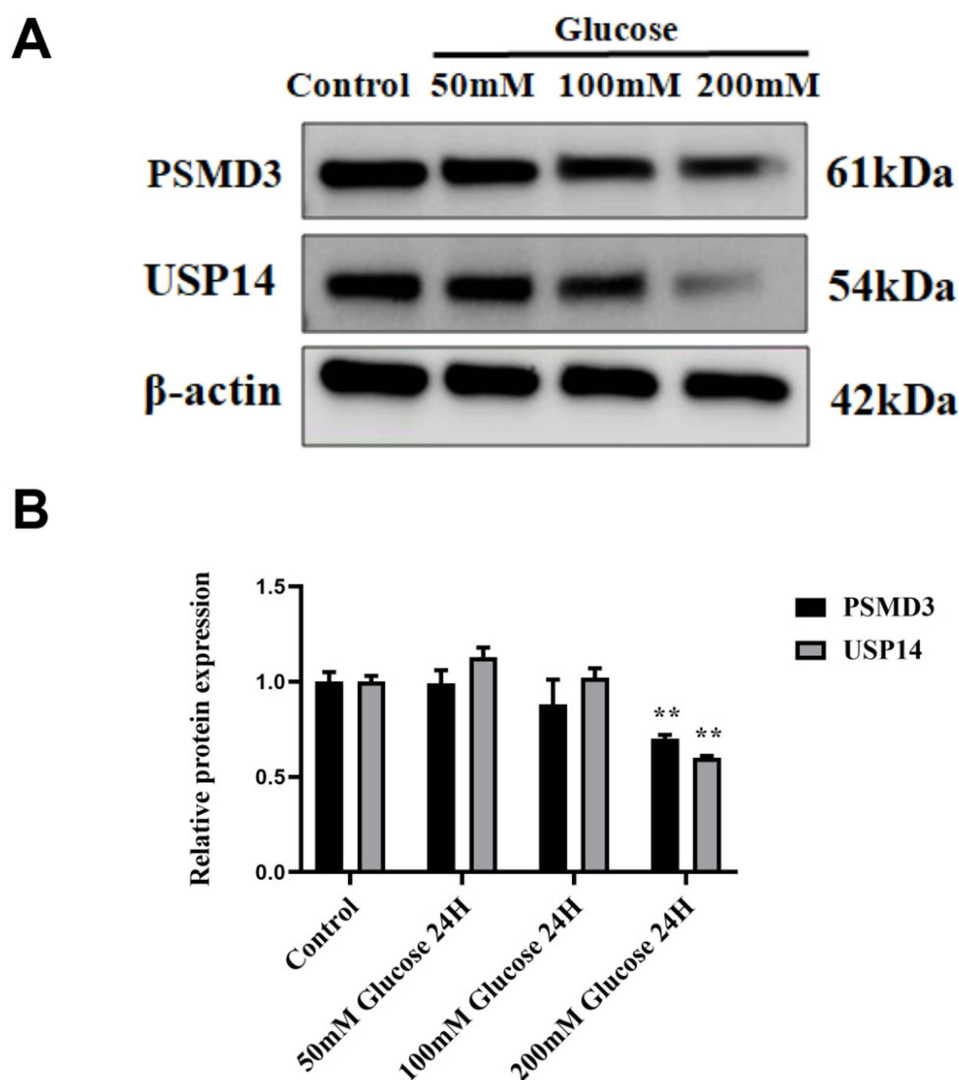 A
Glucose
Control 50mM 100mM 200mM
PSMD3 61kDa
USP14 54kDa
β-actin 42kDa
B
Relative protein expression
1.5
1.0
0.5
0.0
PSMD3
USP14
** **
Control
50mM Glucose 24H
100mM Glucose 24H
200mM Glucose 24H